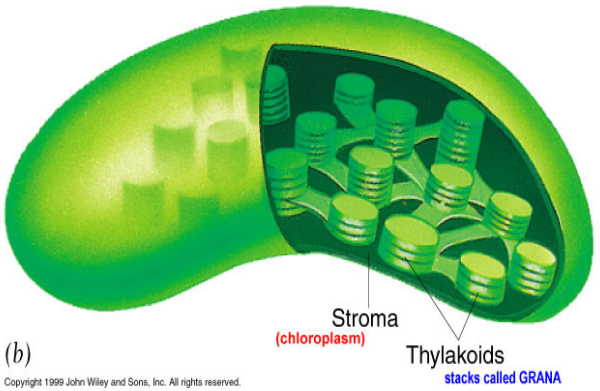 Stroma
(chloroplasm)
Thylakoids
stacks called GRANA
(b)
Copyright 1999 John Wiley and Sons, Inc. All rights reserved.